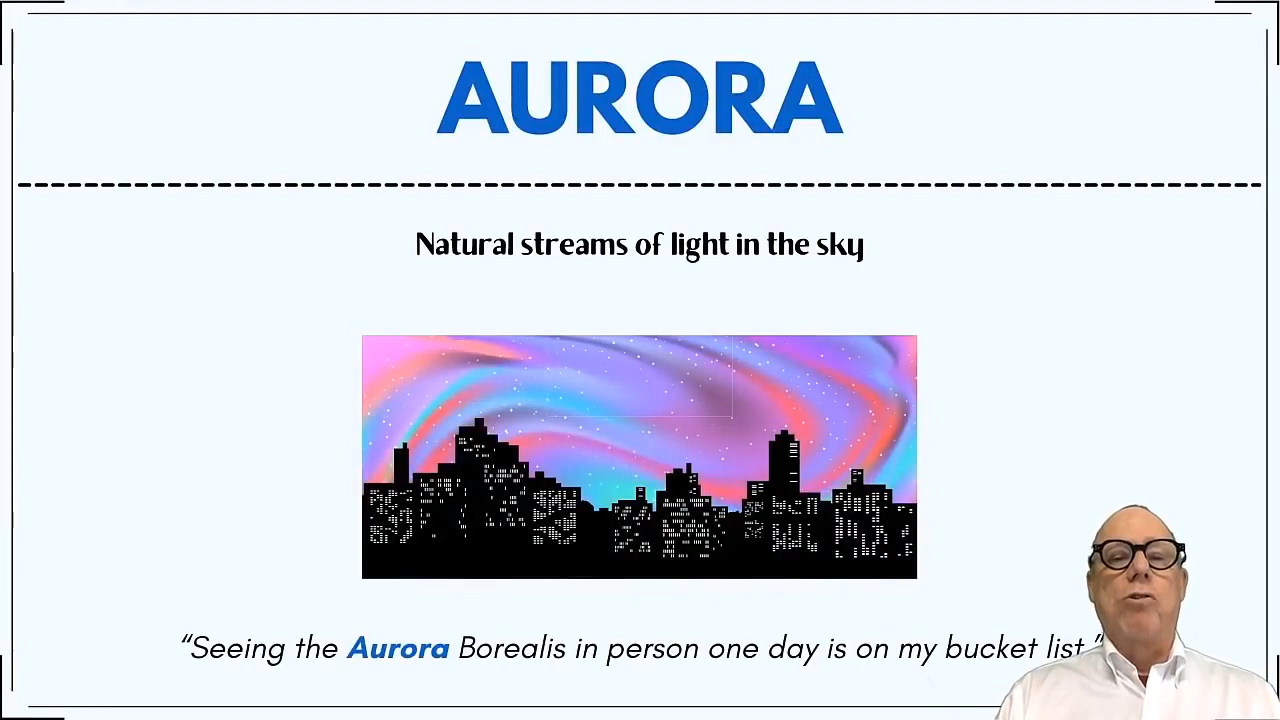 AURORA
Natural streams of light in the sky
“Seeing the Aurora Borealis in person one day is on my bucket list.”